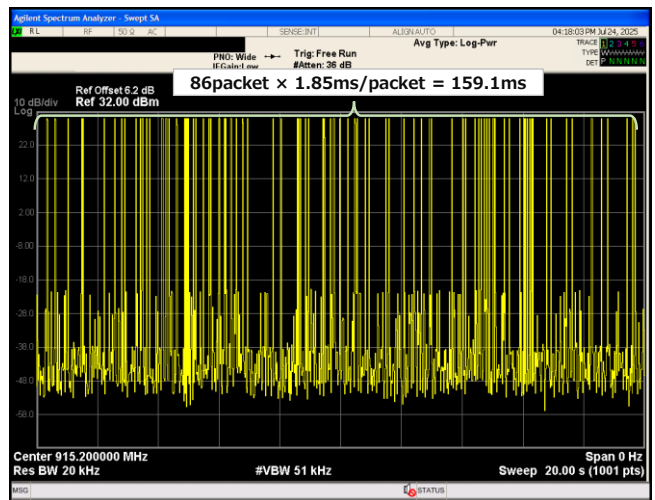 Agilent Spectrum Analyzer - Swept SA
RL RF 50 Ω AC SENSE:INT ALIGN AUTO 04:18:03 PM Jul 24, 2025
Avg Type: Log-Pwr TRACE 1 2 3 4 5 6
PNO: Wide Trig: Free Run TYPE
IFGain:Low #Atten: 36 dB DET P N N N N N
86packet × 1.85ms/packet = 159.1ms
Ref Offset 6.2 dB
10 dB/div Ref 32.00 dBm
Log
22.0
12.0
2.00
-8.00
-18.0
-28.0
-38.0
-48.0
-58.0
Center 915.200000 MHz Span 0 Hz
Res BW 20 kHz #VBW 51 kHz Sweep 20.00 s (1001 pts)
MSG STATUS